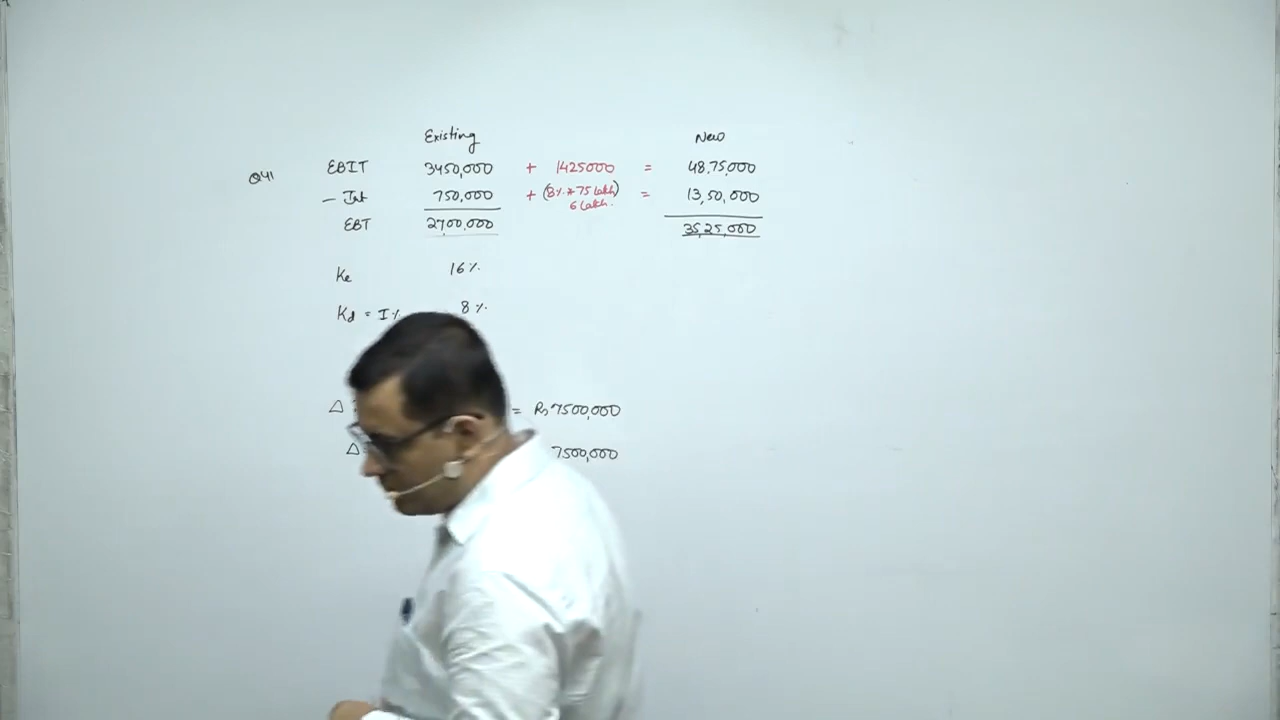 Existing New
Q41 EBIT 3450,000 + 1425000 = 48,75,000
- Int 750,000 + (8% * 75 Lakh) = 13,50,000
6 Lakh.
EBT 2700,000 35,25,000
Ke 16%
Kd = I% 8%
Δ = Rs 7500,000
Δ 7500,000